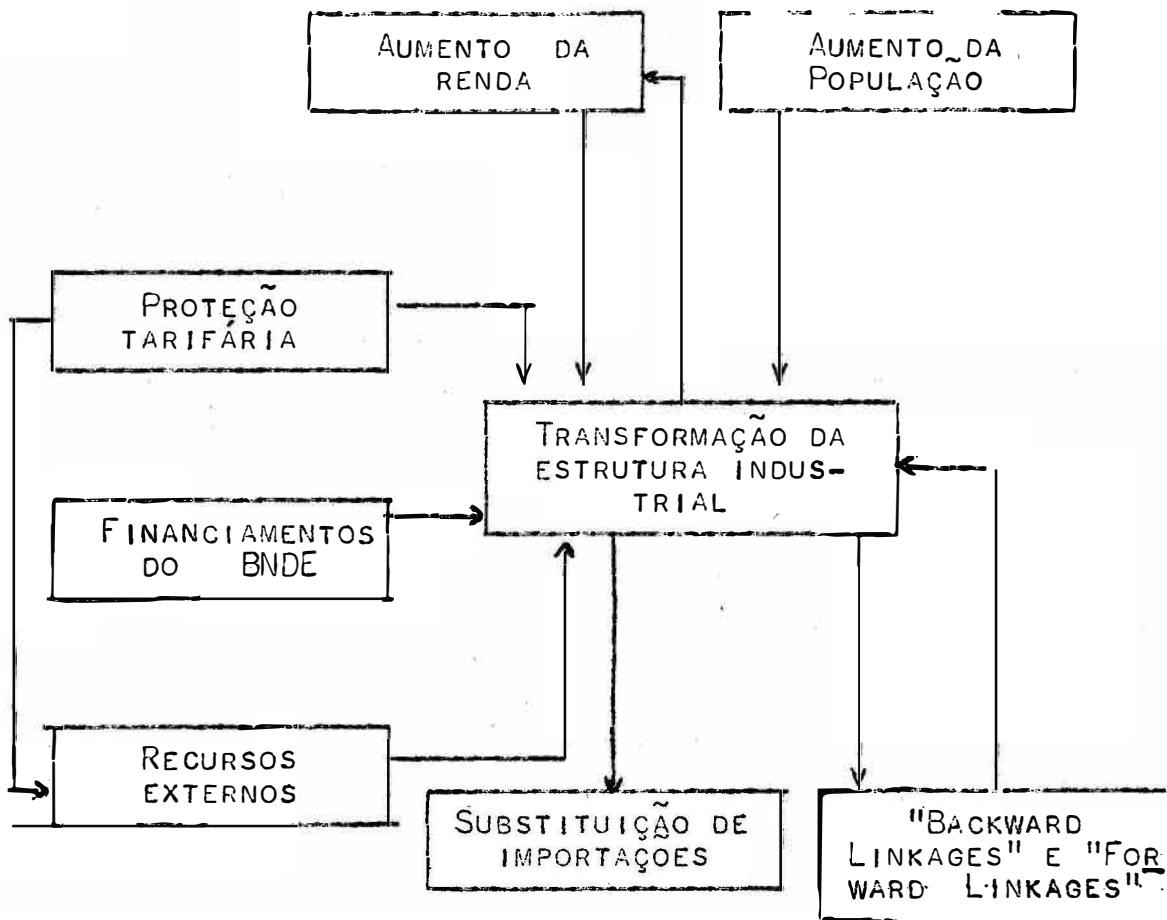 AUMENTO DA
RENDA
AUMENTO DA
POPULAÇÃO
PROTEÇÃO
TARIFÁRIA
TRANSFORMAÇÃO DA
ESTRUTURA INDUS-
TRIAL
FINANCIAMENTOS
DO BNDE
RECURSOS
EXTERNOS
SUBSTITUIÇÃO DE
IMPORTAÇÕES
"BACKWARD
LINKAGES" E "FOR
WARD LINKAGES"